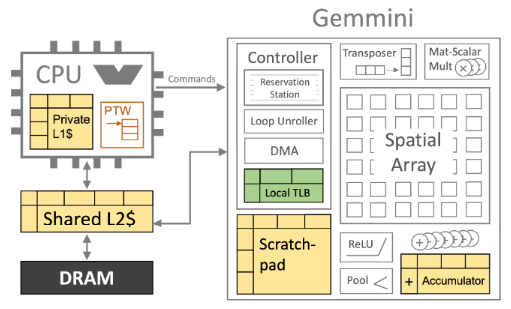 Gemmini
CPU
Private
L1$
PTW
Commands
Shared L2$
DRAM
Controller
Reservation
Station
Loop Unroller
DMA
Local TLB
Scratch-
pad
Transposer
Mat-Scalar
Mult
Spatial
Array
ReLU
Pool
Accumulator